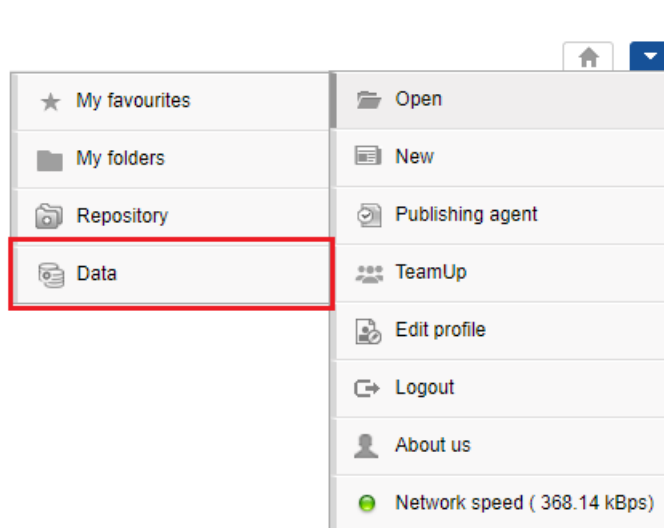 My favourites
My folders
Repository
Data
Open
New
Publishing agent
TeamUp
Edit profile
Logout
About us
Network speed ( 368.14 kBps)